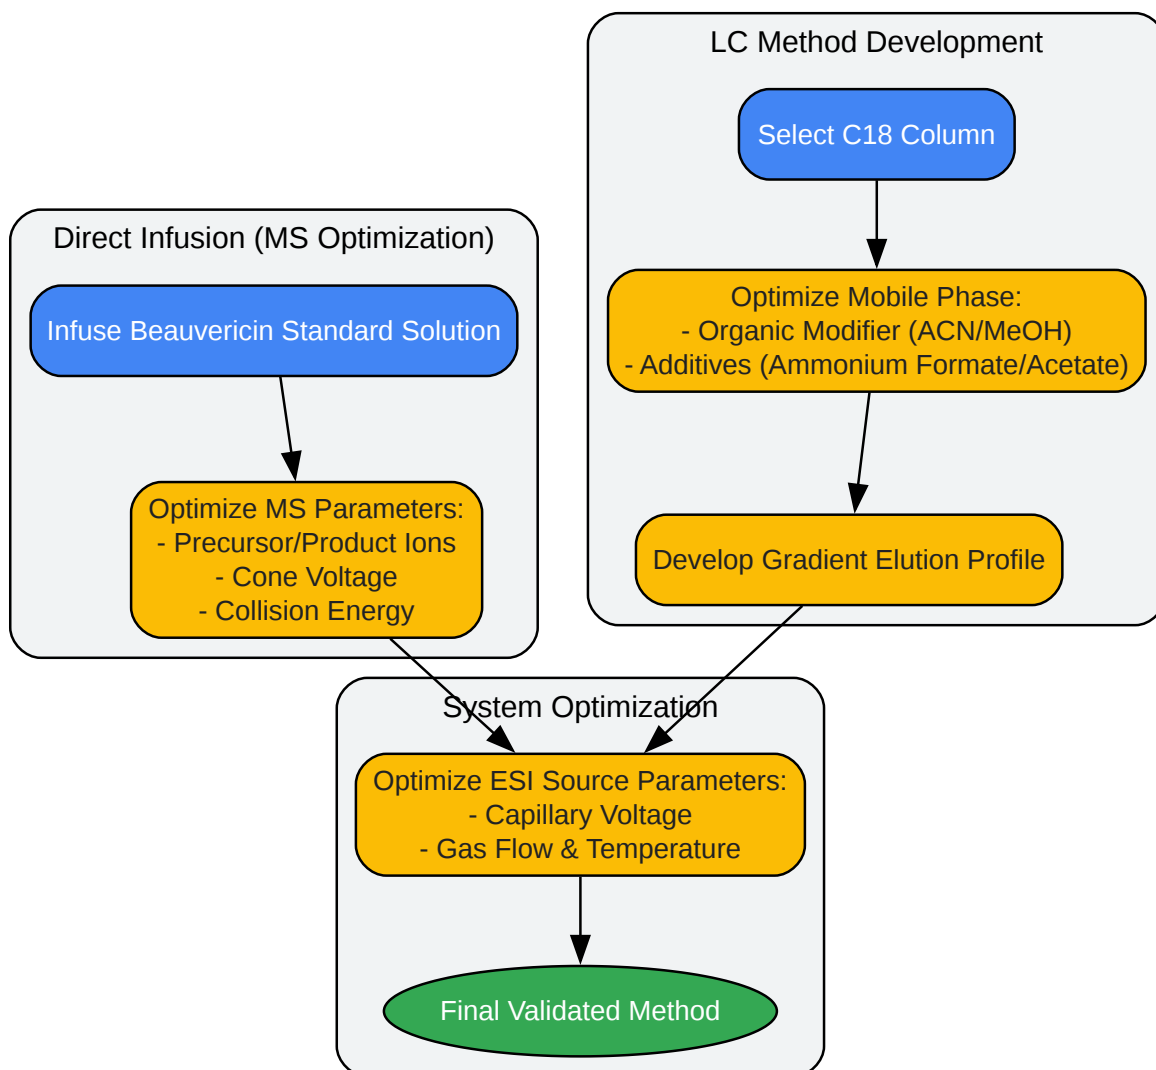 LC Method Development
Select C18 Column
Direct Infusion (MS Optimization)
Infuse Beauvericin Standard Solution
Optimize Mobile Phase:
- Organic Modifier (ACN/MeOH)
- Additives (Ammonium Formate/Acetate)
Optimize MS Parameters:
- Precursor/Product Ions
- Cone Voltage
- Collision Energy
Develop Gradient Elution Profile
System Optimization
Optimize ESI Source Parameters:
- Capillary Voltage
- Gas Flow & Temperature
Final Validated Method